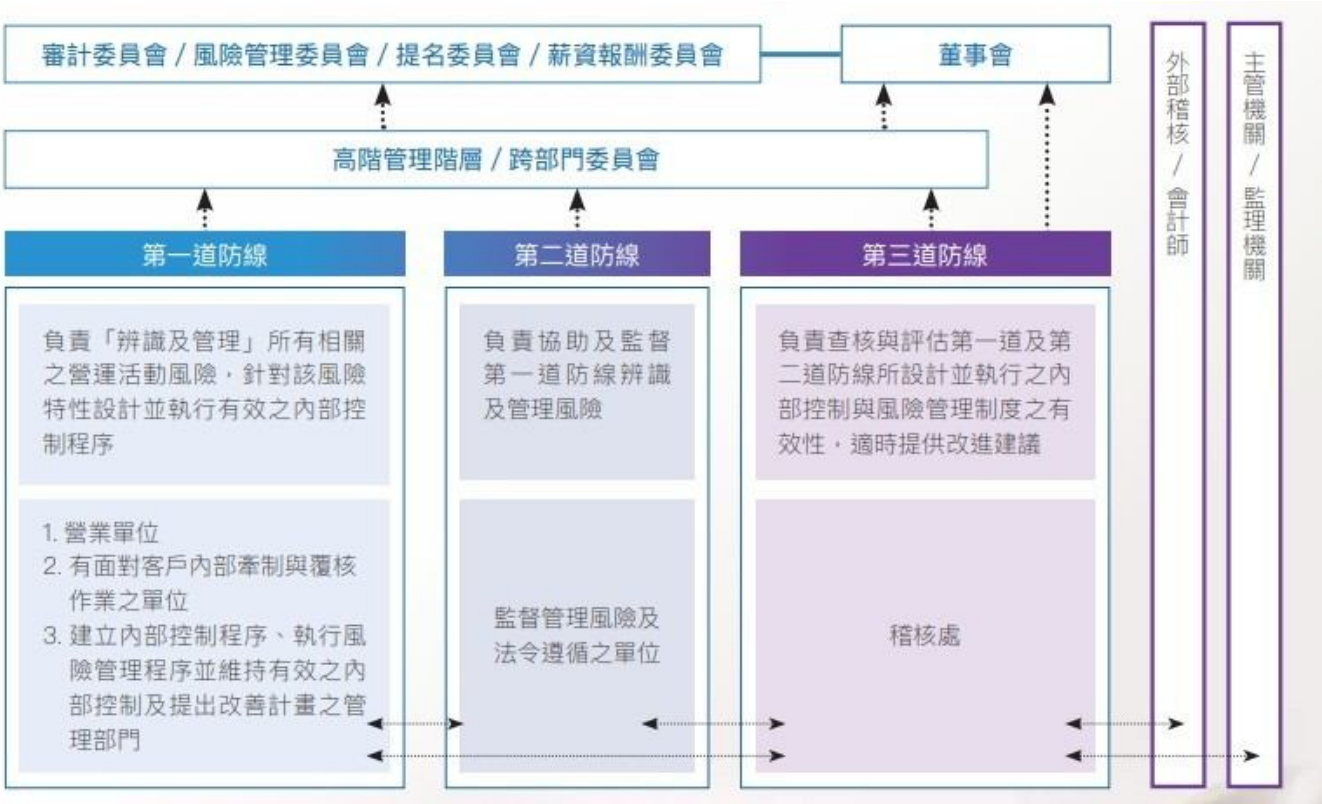 審計委員會 / 風險管理委員會 / 提名委員會 / 薪資報酬委員會
董事會
高階管理階層 / 跨部門委員會
第一道防線
負責「辨識及管理」所有相關
之營運活動風險，針對該風險
特性設計並執行有效之內部控
制程序
1. 營業單位
2. 有面對客戶內部牽制與覆核
作業之單位
3. 建立內部控制程序、執行風
險管理程序並維持有效之內
部控制及提出改善計畫之管
理部門
第二道防線
負責協助及監督
第一道防線辨識
及管理風險
監督管理風險及
法令遵循之單位
第三道防線
負責查核與評估第一道及第
二道防線所設計並執行之內
部控制與風險管理制度之有
效性，適時提供改進建議
稽核處
外部稽核 / 會計師
主管機關 / 監理機關